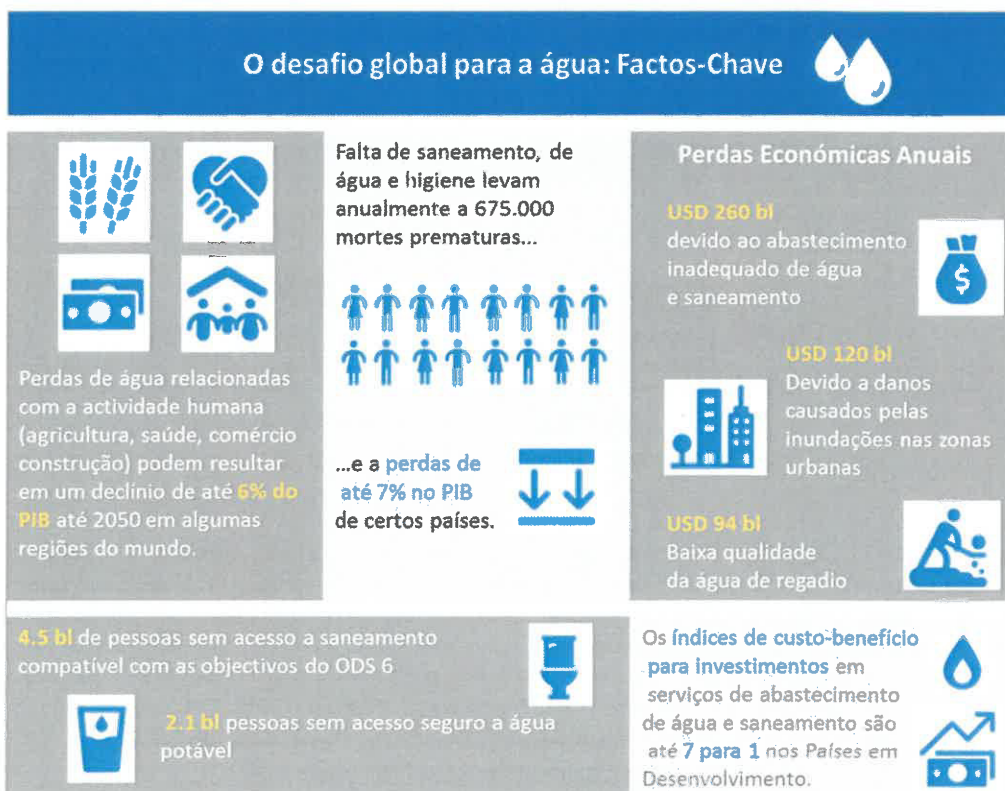 O desafio global para a água: Factos-Chave
Perdas de água relacionadas
com a actividade humana
(agricultura, saúde, comércio
construção) podem resultar
em um declínio de até 6% do
PIB até 2050 em algumas
regiões do mundo.
Falta de saneamento, de
água e higiene levam
anualmente a 675.000
mortes prematuras...
...e a perdas de
até 7% no PIB
de certos países.
Perdas Económicas Anuais
USD 260 bl
devido ao abastecimento
inadequado de água
e saneamento
$
USD 120 bl
Devido a danos
causados pelas
inundações nas zonas
urbanas
USD 94 bl
Baixa qualidade
da água de regadio
4.5 bl de pessoas sem acesso a saneamento
compatível com as objectivos do ODS 6
2.1 bl pessoas sem acesso seguro a água
potável
Os índices de custo-benefício
para investimentos em
serviços de abastecimento
de água e saneamento são
até 7 para 1 nos Países em
Desenvolvimento.